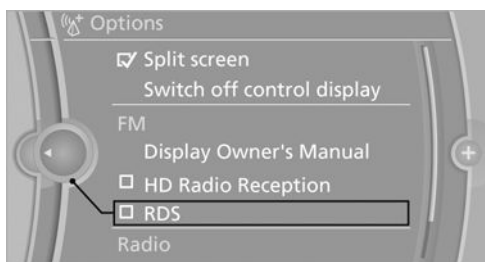 Options
Split screen
Switch off control display
FM
Display Owner's Manual
HD Radio Reception
RDS
Radio